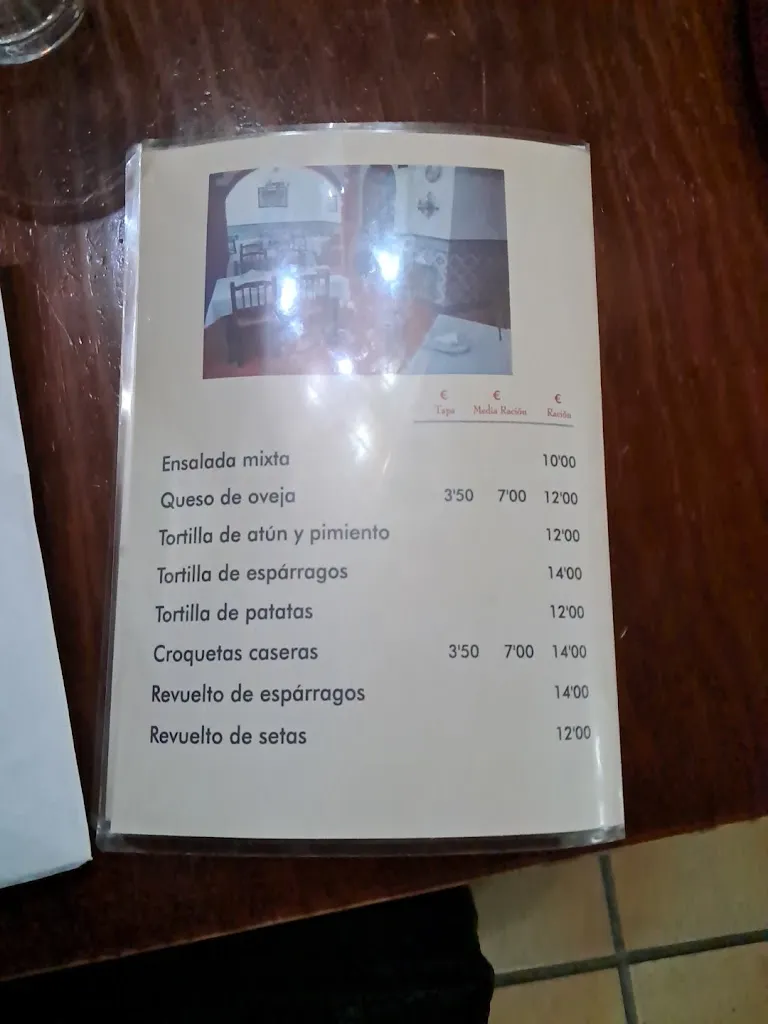 € € €
Tapa Media Ración Ración
Ensalada mixta 10'00
Queso de oveja 3'50 7'00 12'00
Tortilla de atún y pimiento 12'00
Tortilla de espárragos 14'00
Tortilla de patatas 12'00
Croquetas caseras 3'50 7'00 14'00
Revuelto de espárragos 14'00
Revuelto de setas 12'00